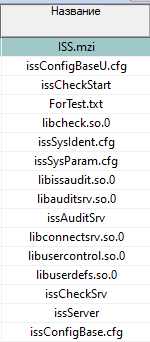 Название
ISS.mzi
issConfigBaseU.cfg
issCheckStart
ForTest.txt
libcheck.so.0
issSysIdent.cfg
issSysParam.cfg
libissaudit.so.0
libauditsrv.so.0
issAuditSrv
libconnectsrv.so.0
libusercontrol.so.0
libuserdefs.so.0
issCheckSrv
issServer
issConfigBase.cfg